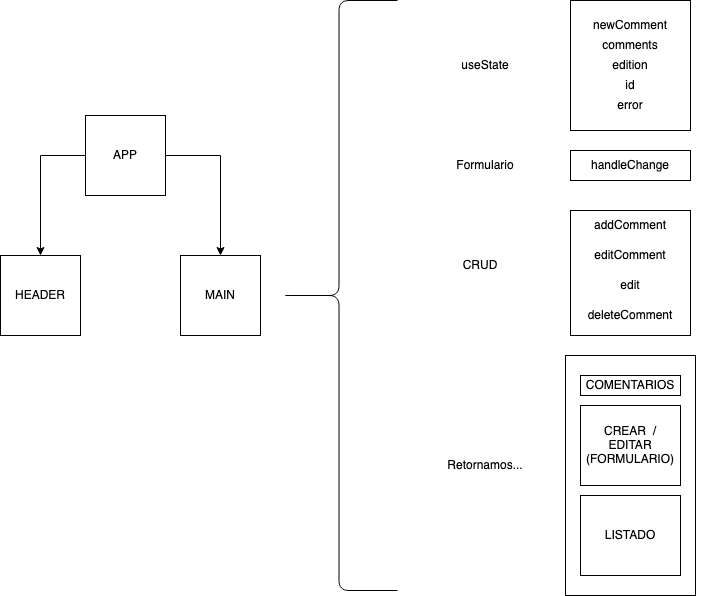 APP
HEADER
MAIN
useState
newComment
comments
edition
id
error
Formulario
handleChange
CRUD
addComment
editComment
edit
deleteComment
Retornamos...
COMENTARIOS
CREAR /
EDITAR
(FORMULARIO)
LISTADO